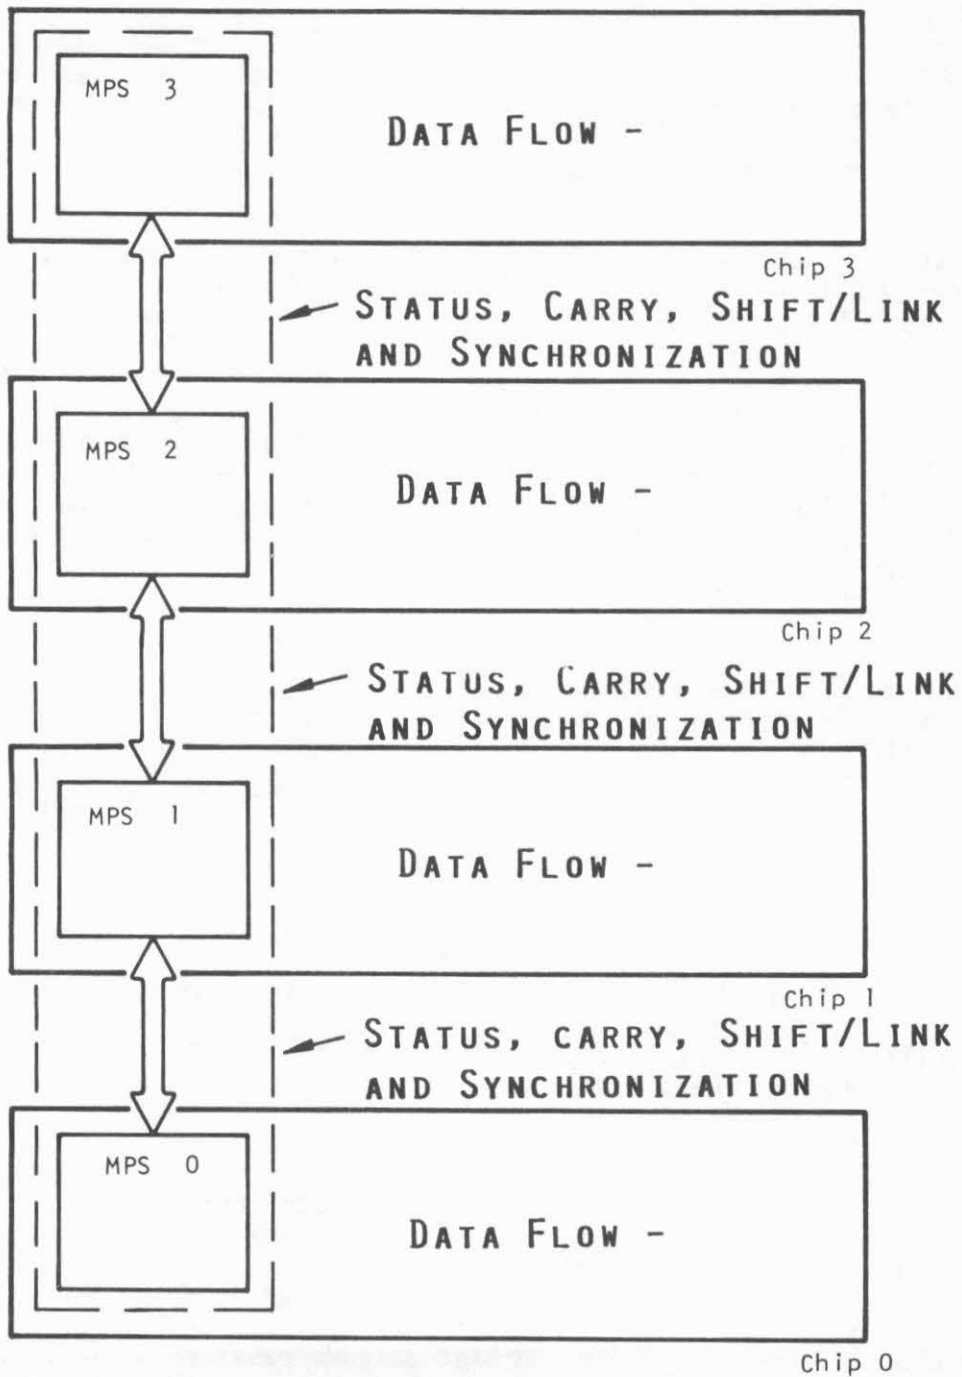 MPS 3
DATA FLOW -
Chip 3
STATUS, CARRY, SHIFT/LINK
AND SYNCHRONIZATION
MPS 2
DATA FLOW -
Chip 2
STATUS, CARRY, SHIFT/LINK
AND SYNCHRONIZATION
MPS 1
DATA FLOW -
Chip 1
STATUS, CARRY, SHIFT/LINK
AND SYNCHRONIZATION
MPS 0
DATA FLOW -
Chip 0